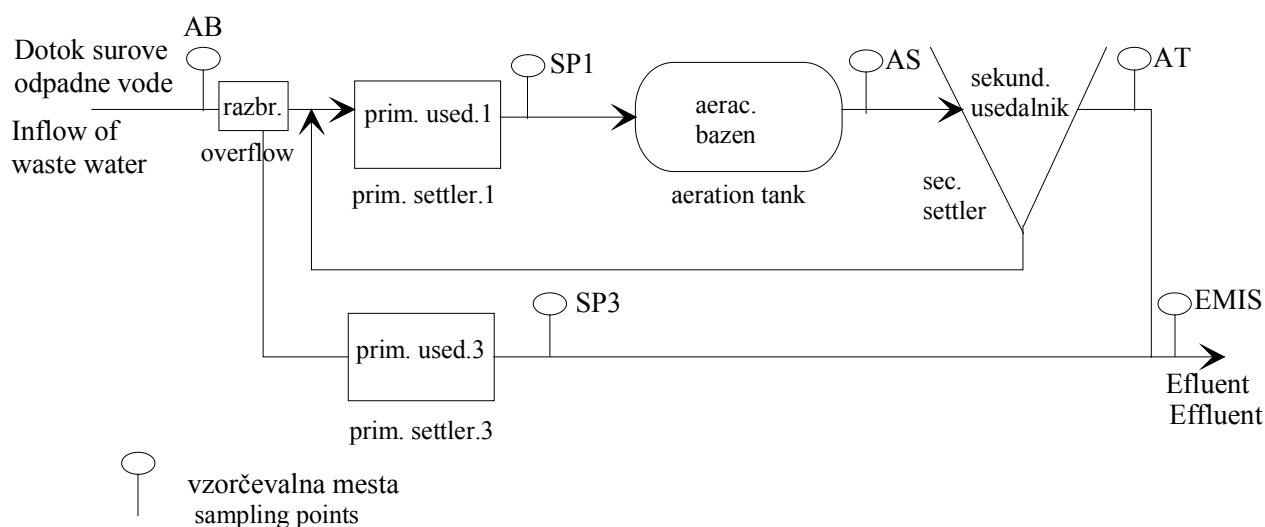 AB
Dotok surove
odpadne vode
Inflow of
waste water
razbr.
overflow
prim. used.1
prim. settler.1
SP1
aerac.
bazen
aeration tank
AS
sekund.
usedalnik
sec.
settler
AT
prim. used.3
prim. settler.3
SP3
EMIS
Efluent
Effluent
vzorčevalna mesta
sampling points